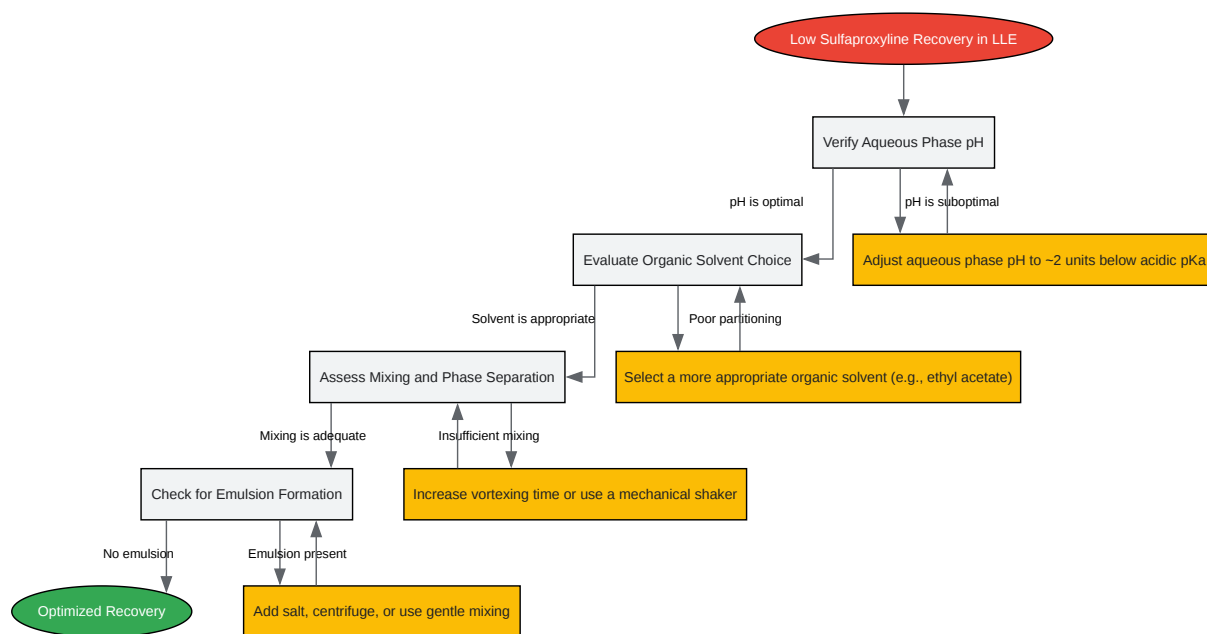 Low Sulfaproxyline Recovery in LLE
Verify Aqueous Phase pH
pH is optimal
pH is suboptimal
Evaluate Organic Solvent Choice
Adjust aqueous phase pH to ~2 units below acidic pKa
Solvent is appropriate
Poor partitioning
Assess Mixing and Phase Separation
Select a more appropriate organic solvent (e.g., ethyl acetate)
Mixing is adequate
Insufficient mixing
Check for Emulsion Formation
Increase vortexing time or use a mechanical shaker
No emulsion
Emulsion present
Optimized Recovery
Add salt, centrifuge, or use gentle mixing